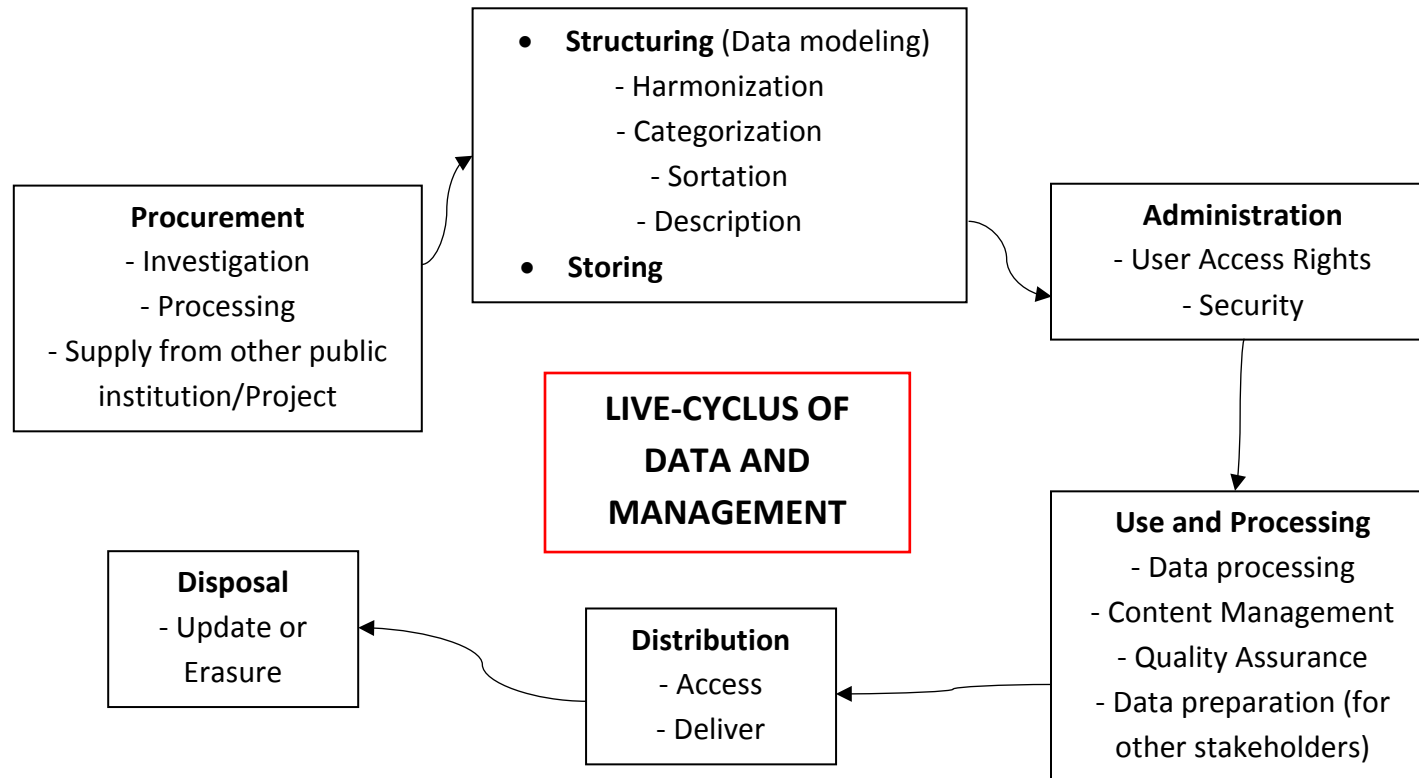 Procurement
- Investigation
- Processing
- Supply from other public
institution/Project
• Structuring (Data modeling)
- Harmonization
- Categorization
- Sortation
- Description
• Storing
Administration
- User Access Rights
- Security
LIVE-CYCLUS OF
DATA AND
MANAGEMENT
Use and Processing
- Data processing
- Content Management
- Quality Assurance
- Data preparation (for
other stakeholders)
Distribution
- Access
- Deliver
Disposal
- Update or
Erasure